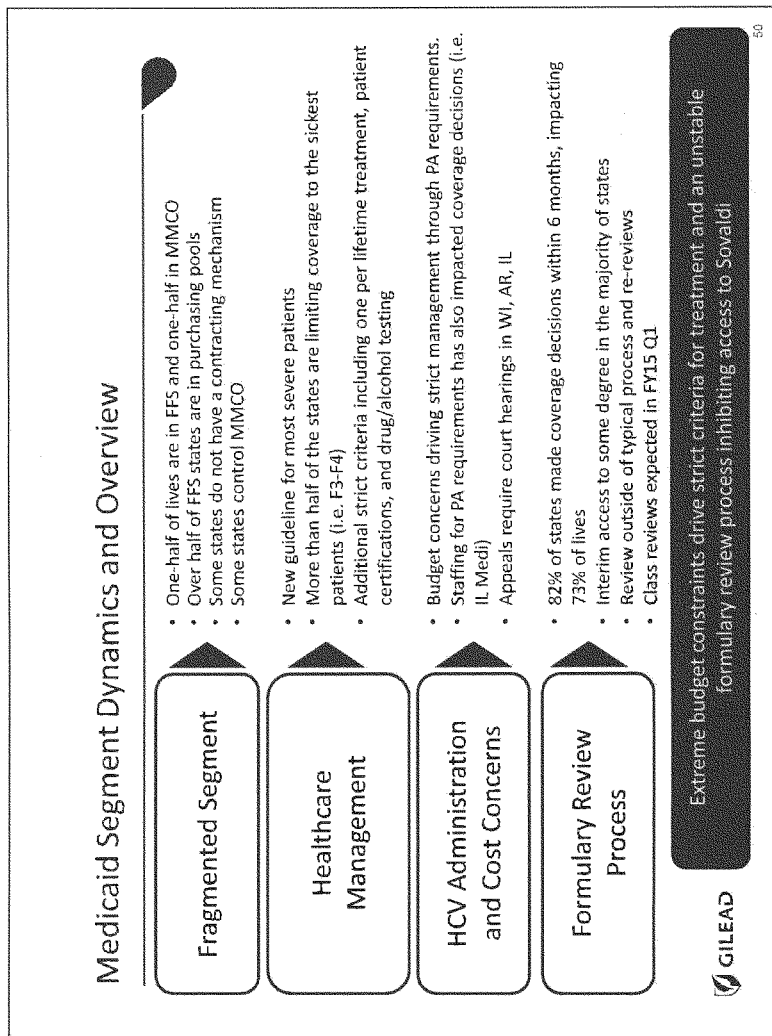 Medicaid Segment Dynamics and Overview
Fragmented Segment
• One-half of lives are in FFS and one-half in MMCO
• Over half of FFS states are in purchasing pools
• Some states do not have a contracting mechanism
• Some states control MMCO
Healthcare
Management
• New guideline for most severe patients
• More than half of the states are limiting coverage to the sickest
patients (i.e. F3-F4)
• Additional strict criteria including one per lifetime treatment, patient
certifications, and drug/alcohol testing
HCV Administration
and Cost Concerns
• Budget concerns driving strict management through PA requirements.
• Staffing for PA requirements has also impacted coverage decisions (i.e.
IL Medi)
• Appeals require court hearings in WI, AR, IL
Formulary Review
Process
• 82% of states made coverage decisions within 6 months, impacting
73% of lives
• Interim access to some degree in the majority of states
• Review outside of typical process and re-reviews
• Class reviews expected in FY15 Q1
Extreme budget constraints drive strict criteria for treatment and an unstable
formulary review process inhibiting access to Sovaldi
GILEAD
50